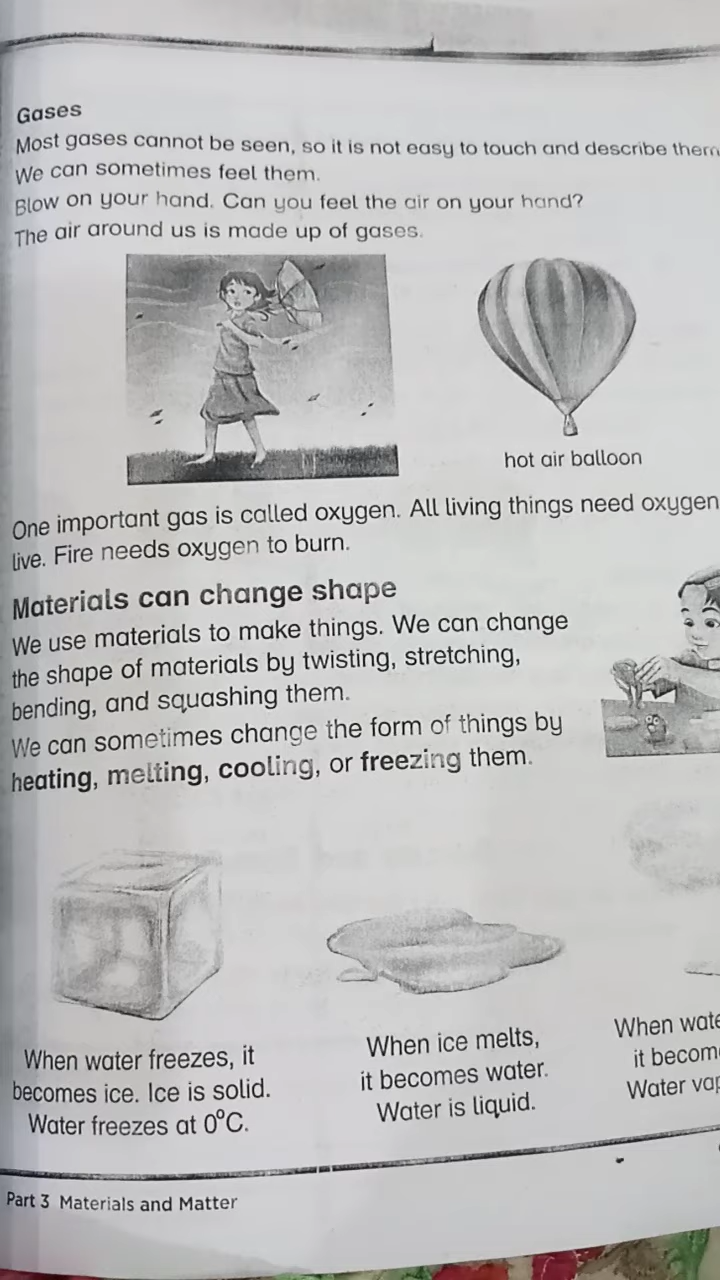 Gases
Most gases cannot be seen, so it is not easy to touch and describe them
We can sometimes feel them.
Blow on your hand. Can you feel the air on your hand?
The air around us is made up of gases.
hot air balloon
One important gas is called oxygen. All living things need oxygen
live. Fire needs oxygen to burn.
Materials can change shape
We use materials to make things. We can change
the shape of materials by twisting, stretching,
bending, and squashing them.
We can sometimes change the form of things by
heating, melting, cooling, or freezing them.
When water freezes, it
becomes ice. Ice is solid.
Water freezes at 0°C.
When ice melts,
it becomes water.
Water is liquid.
When
it
Water
Part 3 Materials and Matter